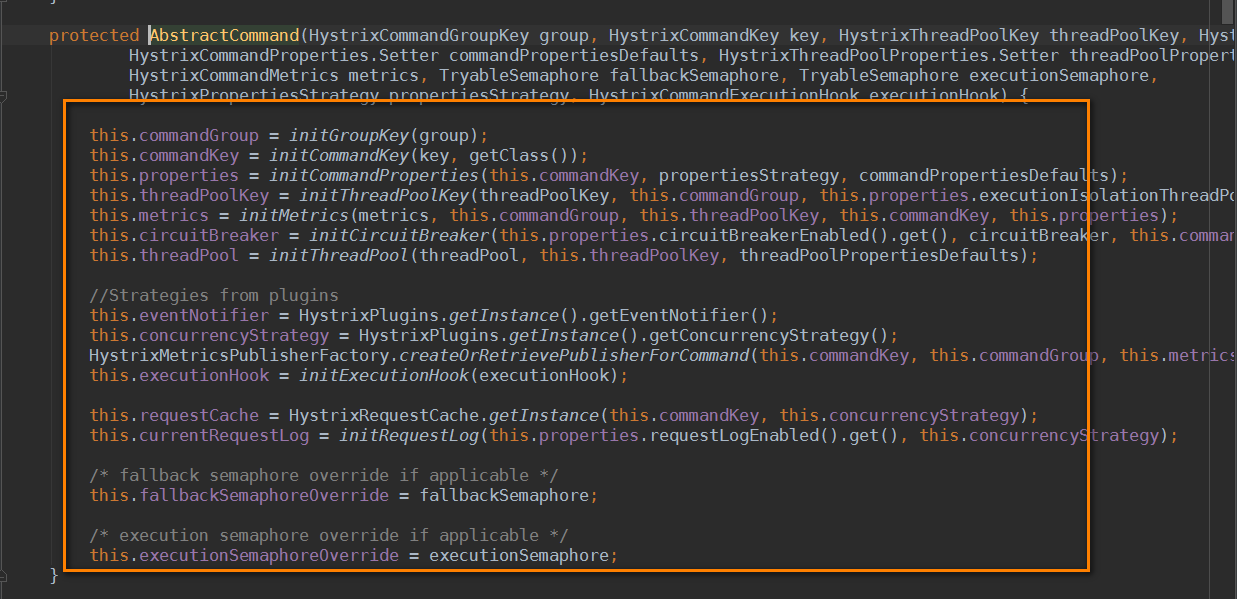 }
protected AbstractCommand(HystrixCommandGroupKey group, HystrixCommandKey key, HystrixThreadPoolKey threadPoolKey, Hyst
HystrixCommandProperties.Setter commandPropertiesDefaults, HystrixThreadPoolProperties.Setter threadPoolPropert
HystrixCommandMetrics metrics, TryableSemaphore fallbackSemaphore, TryableSemaphore executionSemaphore,
HystrixPropertiesStrategy propertiesStrategy, HystrixCommandExecutionHook executionHook) {
this.commandGroup = initGroupKey(group);
this.commandKey = initCommandKey(key, getClass());
this.properties = initCommandProperties(this.commandKey, propertiesStrategy, commandPropertiesDefaults);
this.threadPoolKey = initThreadPoolKey(threadPoolKey, this.commandGroup, this.properties.executionIsolationThreadPo
this.metrics = initMetrics(metrics, this.commandGroup, this.threadPoolKey, this.commandKey, this.properties);
this.circuitBreaker = initCircuitBreaker(this.properties.circuitBreakerEnabled().get(), circuitBreaker, this.comman
this.threadPool = initThreadPool(threadPool, this.threadPoolKey, threadPoolPropertiesDefaults);
//Strategies from plugins
this.eventNotifier = HystrixPlugins.getInstance().getEventNotifier();
this.concurrencyStrategy = HystrixPlugins.getInstance().getConcurrencyStrategy();
HystrixMetricsPublisherFactory.createOrRetrievePublisherForCommand(this.commandKey, this.commandGroup, this.metrics
this.executionHook = initExecutionHook(executionHook);
this.requestCache = HystrixRequestCache.getInstance(this.commandKey, this.concurrencyStrategy);
this.currentRequestLog = initRequestLog(this.properties.requestLogEnabled().get(), this.concurrencyStrategy);
/* fallback semaphore override if applicable */
this.fallbackSemaphoreOverride = fallbackSemaphore;
/* execution semaphore override if applicable */
this.executionSemaphoreOverride = executionSemaphore;
}